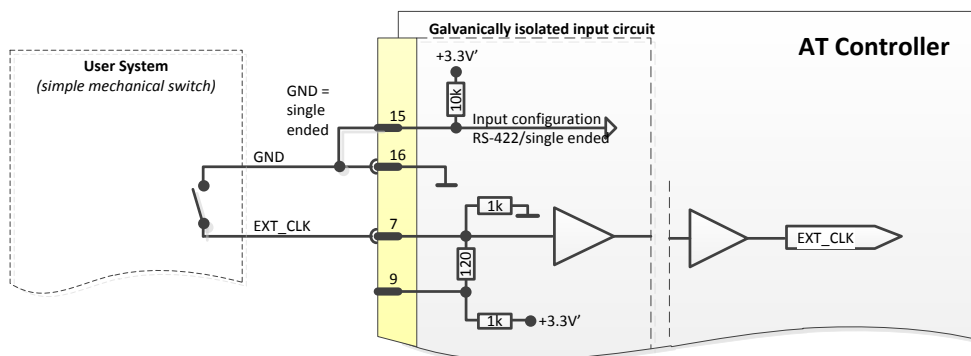 Galvanically isolated input circuit
AT Controller
User System
(simple mechanical switch)
+3.3V'
10k
GND =
single
ended
15
Input configuration
RS-422/single ended
GND
16
1k
EXT_CLK
7
EXT_CLK
120
9
1k
+3.3V'